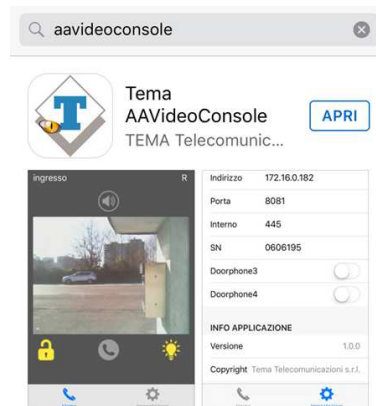 aavideoconsole
T
Tema
AAVideoConsole
TEMA Telecomunic...
APRI
ingresso R
Indirizzo 172.16.0.182
Porta 8081
Interno 445
SN 0606195
Doorphone3
Doorphone4
INFO APPLICAZIONE
Versione 1.0.0
Copyright Tema Telecomunicazioni s.r.l.